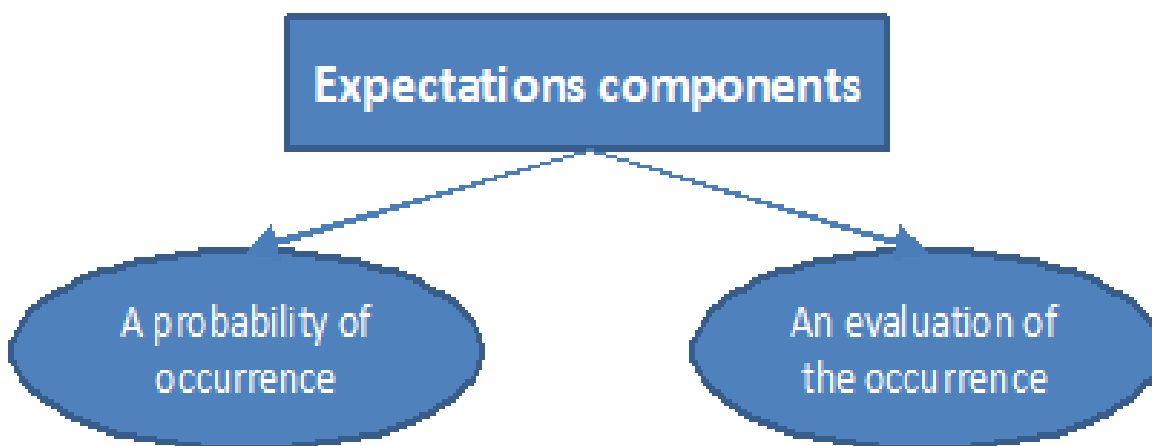 Expectations components
A probability of
occurrence
An evaluation of
the occurrence